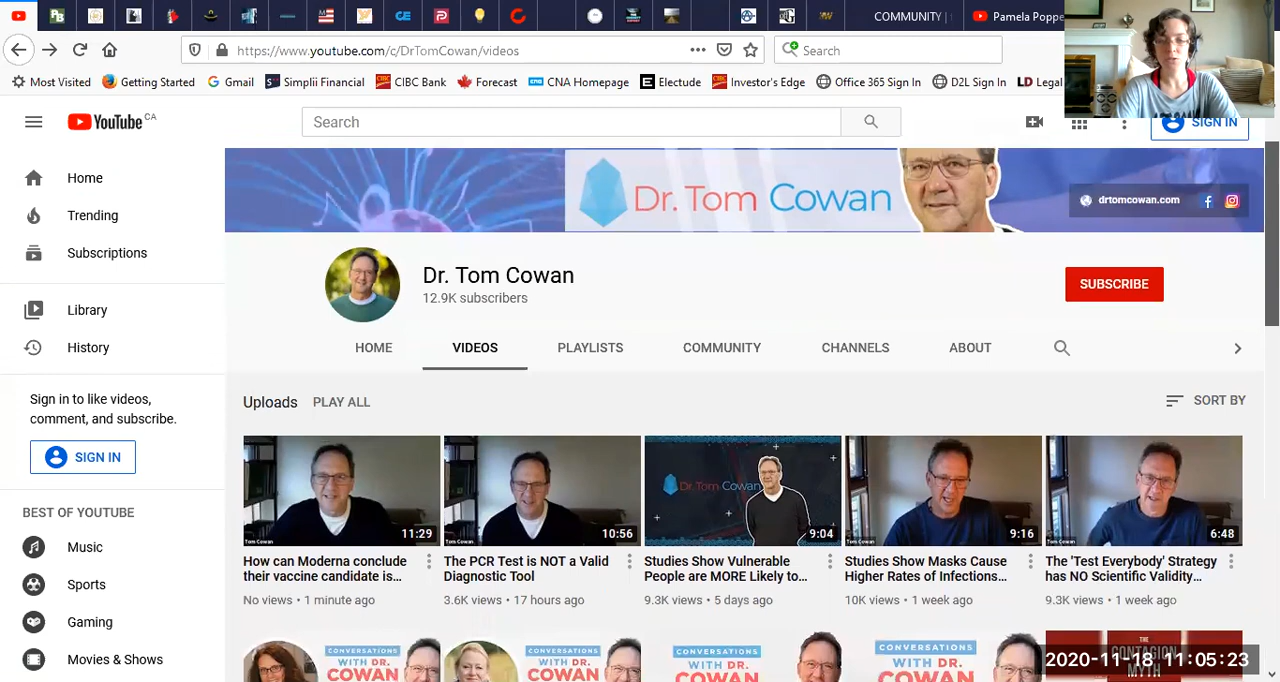 COMMUNITY
Pamela Poppe
https://www.youtube.com/c/DrTomCowan/videos
Search
Most Visited
Getting Started
Gmail
Simplii Financial
CIBC Bank
Forecast
CNA Homepage
Electude
Investor's Edge
Office 365 Sign In
D2L Sign In
LD Legal
YouTube CA
Search
SIGN IN
Home
Trending
Subscriptions
Library
History
Sign in to like videos,
comment, and subscribe.
SIGN IN
BEST OF YOUTUBE
Music
Sports
Gaming
Movies & Shows
Dr. Tom Cowan
drtomcowan.com
Dr. Tom Cowan
12.9K subscribers
SUBSCRIBE
HOME
VIDEOS
PLAYLISTS
COMMUNITY
CHANNELS
ABOUT
Uploads
PLAY ALL
SORT BY
Tom Cowan
11:29
How can Moderna conclude
their vaccine candidate is...
No views • 1 minute ago
Tom Cowan
10:56
The PCR Test is NOT a Valid
Diagnostic Tool
3.6K views • 17 hours ago
Dr. Tom Cowan
9:04
Studies Show Vulnerable
People are MORE Likely to...
9.3K views • 5 days ago
Tom Cowan
9:16
Studies Show Masks Cause
Higher Rates of Infections...
10K views • 1 week ago
Tom Cowan
6:48
The 'Test Everybody' Strategy
has NO Scientific Validity...
9.3K views • 1 week ago
CONVERSATIONS
WITH DR.
COWAN
CONVERSATIONS
WITH DR.
COWAN
CONVERSATIONS
WITH DR.
COWAN
CONVERSATIONS
WITH DR.
COWAN
THE
CONTAGION
MYTH
2020-11-18 11:05:23